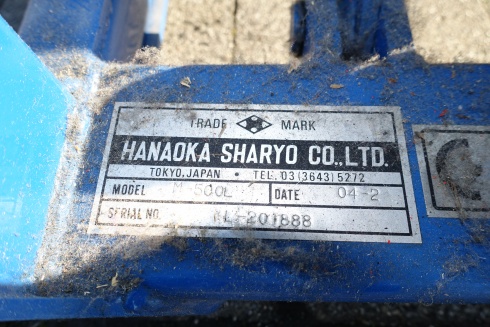 TRADE MARK
HANAOKA SHARYO CO.,LTD.
TOKYO,JAPAN • TEL. 03(3643)5272
MODEL DATE 04-2
SERIAL NO.